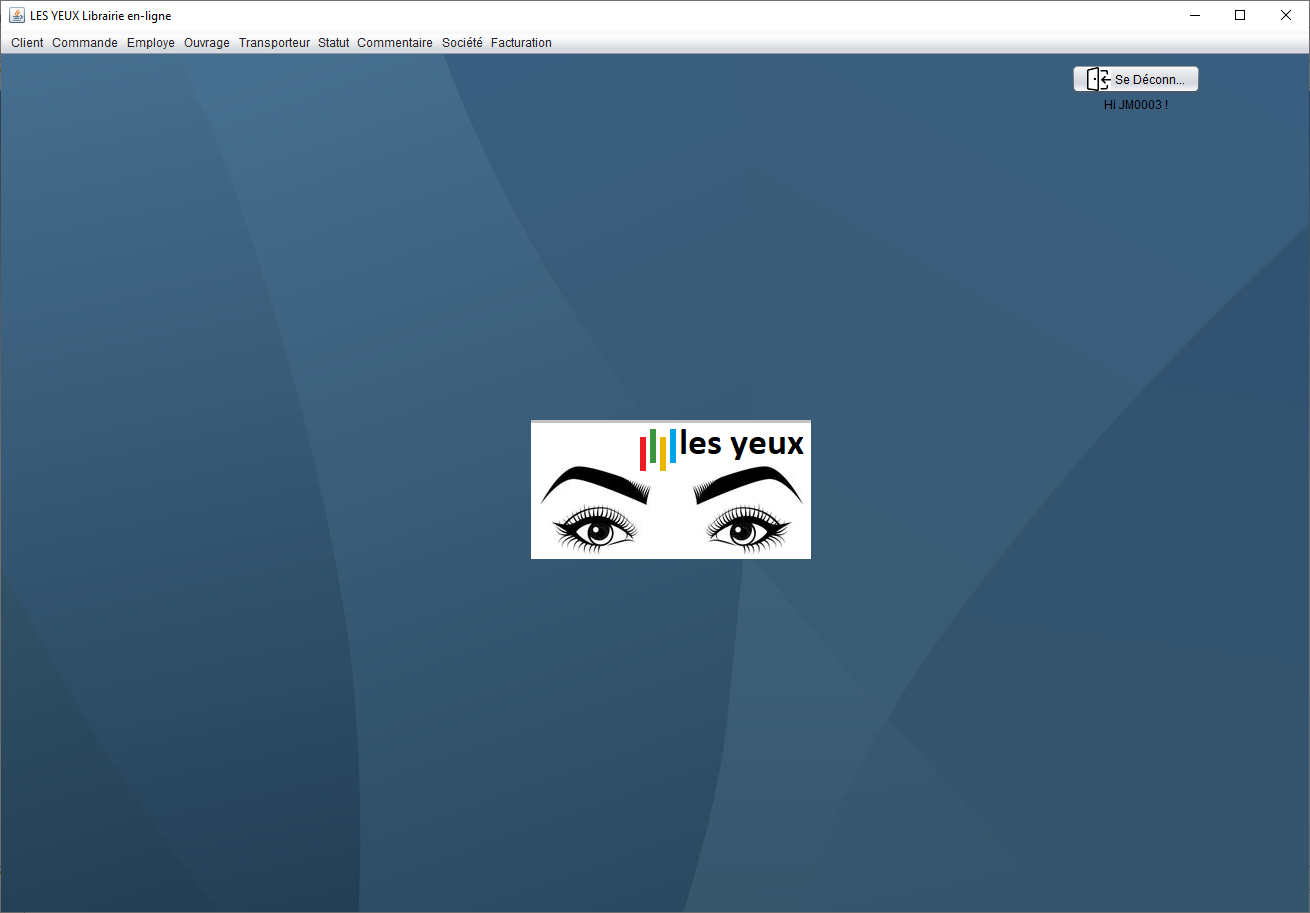 LES YEUX Librairie en-ligne
Client Commande Employe Ouvrage Transporteur Statut Commentaire Société Facturation
Se Déconn...
Hi JM0003 !
les yeux